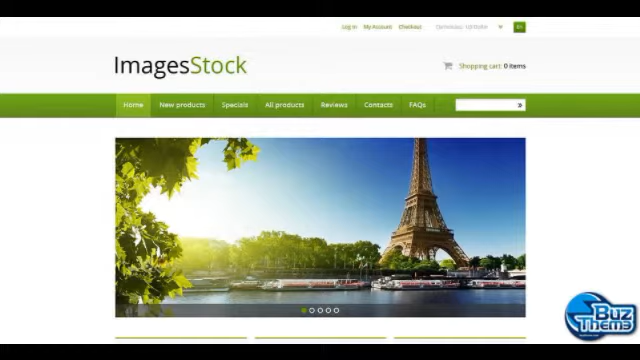 Log In My Account Checkout
ImagesStock
Shopping cart: 0 items
Home New products Specials All products Reviews Contacts FAQs
Buz
Theme